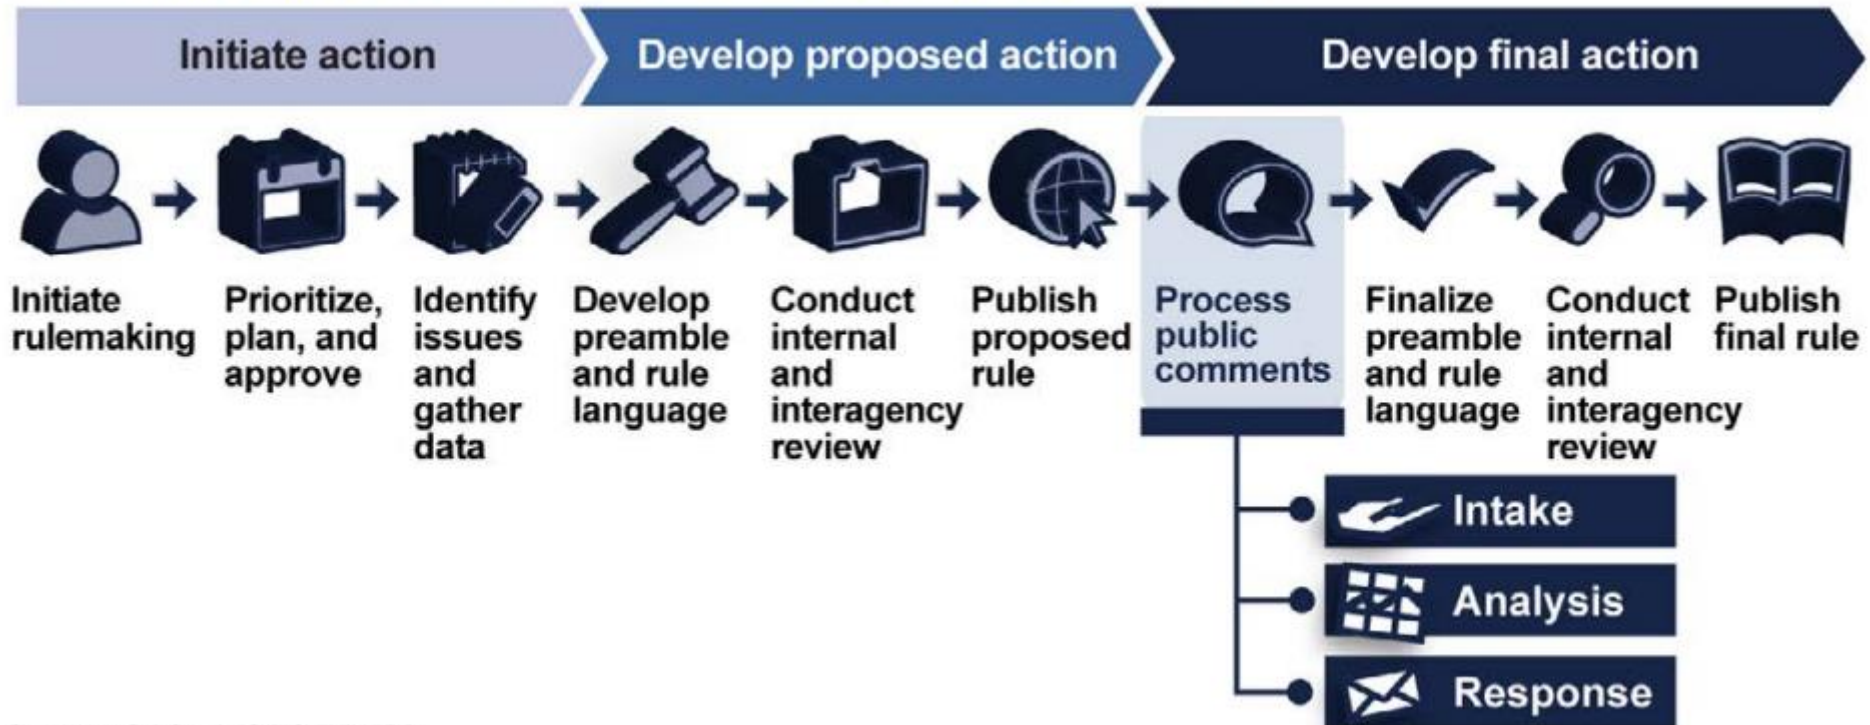 Initiate action
Develop proposed action
Develop final action
Initiate
rulemaking
Prioritize,
plan, and
approve
Identify
issues
and
gather
data
Develop
preamble
and rule
language
Conduct
internal
and
interagency
review
Publish
proposed
rule
Process
public
comments
Finalize
preamble
and rule
language
Conduct
internal
and
interagency
review
Publish
final rule
Intake
Analysis
Response